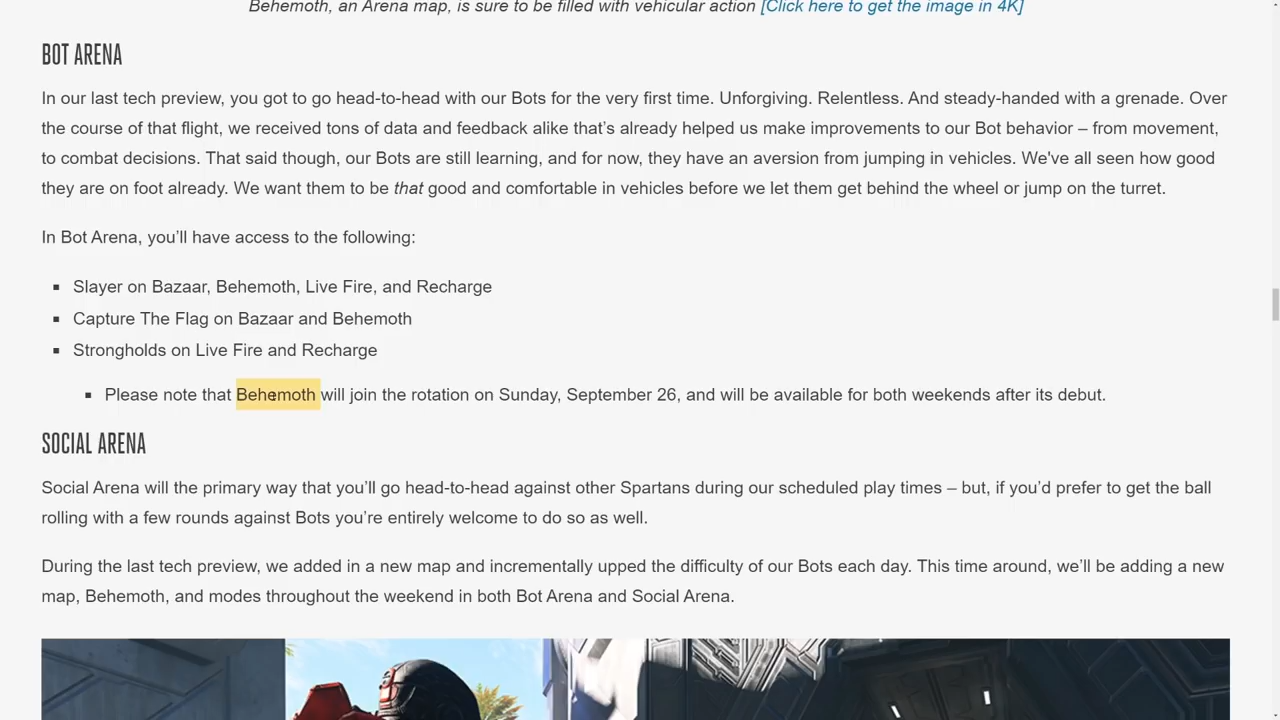 Behemoth, an Arena map, is sure to be filled with vehicular action [Click here to get the image in 4K]
BOT ARENA
In our last tech preview, you got to go head-to-head with our Bots for the very first time. Unforgiving. Relentless. And steady-handed with a grenade. Over
the course of that flight, we received tons of data and feedback alike that’s already helped us make improvements to our Bot behavior – from movement,
to combat decisions. That said though, our Bots are still learning, and for now, they have an aversion from jumping in vehicles. We've all seen how good
they are on foot already. We want them to be that good and comfortable in vehicles before we let them get behind the wheel or jump on the turret.
In Bot Arena, you’ll have access to the following:
▪ Slayer on Bazaar, Behemoth, Live Fire, and Recharge
▪ Capture The Flag on Bazaar and Behemoth
▪ Strongholds on Live Fire and Recharge
▪ Please note that Behemoth will join the rotation on Sunday, September 26, and will be available for both weekends after its debut.
SOCIAL ARENA
Social Arena will the primary way that you’ll go head-to-head against other Spartans during our scheduled play times – but, if you’d prefer to get the ball
rolling with a few rounds against Bots you’re entirely welcome to do so as well.
During the last tech preview, we added in a new map and incrementally upped the difficulty of our Bots each day. This time around, we’ll be adding a new
map, Behemoth, and modes throughout the weekend in both Bot Arena and Social Arena.